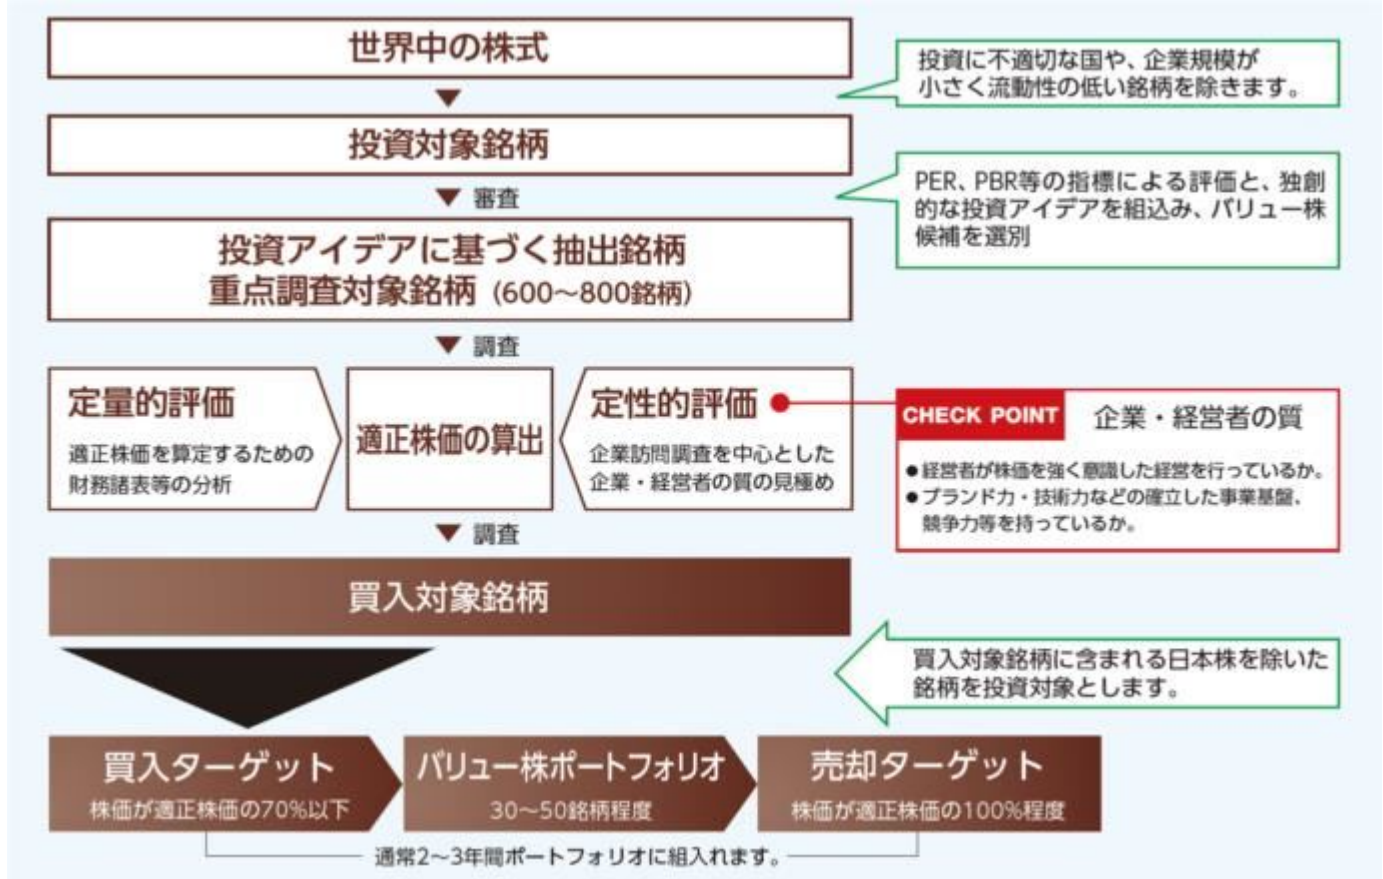 世界中の株式
投資に不適切な国や、企業規模が
小さく流動性の低い銘柄を除きます。
投資対象銘柄
審査
PER、PBR等の指標による評価と、独創
的な投資アイデアを組込み、バリュー株
候補を選別
投資アイデアに基づく抽出銘柄
重点調査対象銘柄（600～800銘柄）
調査
定量的評価
適正株価を算定するための
財務諸表等の分析
適正株価の算出
定性的評価
企業訪問調査を中心とした
企業・経営者の質の見極め
CHECK POINT 企業・経営者の質
●経営者が株価を強く意識した経営を行っているか。
●ブランド力・技術力などの確立した事業基盤、
競争力等を持っているか。
調査
買入対象銘柄
買入対象銘柄に含まれる日本株を除いた
銘柄を投資対象とします。
買入ターゲット
株価が適正株価の70%以下
バリュー株ポートフォリオ
30～50銘柄程度
売却ターゲット
株価が適正株価の100%程度
通常2～3年間ポートフォリオに組入れます。